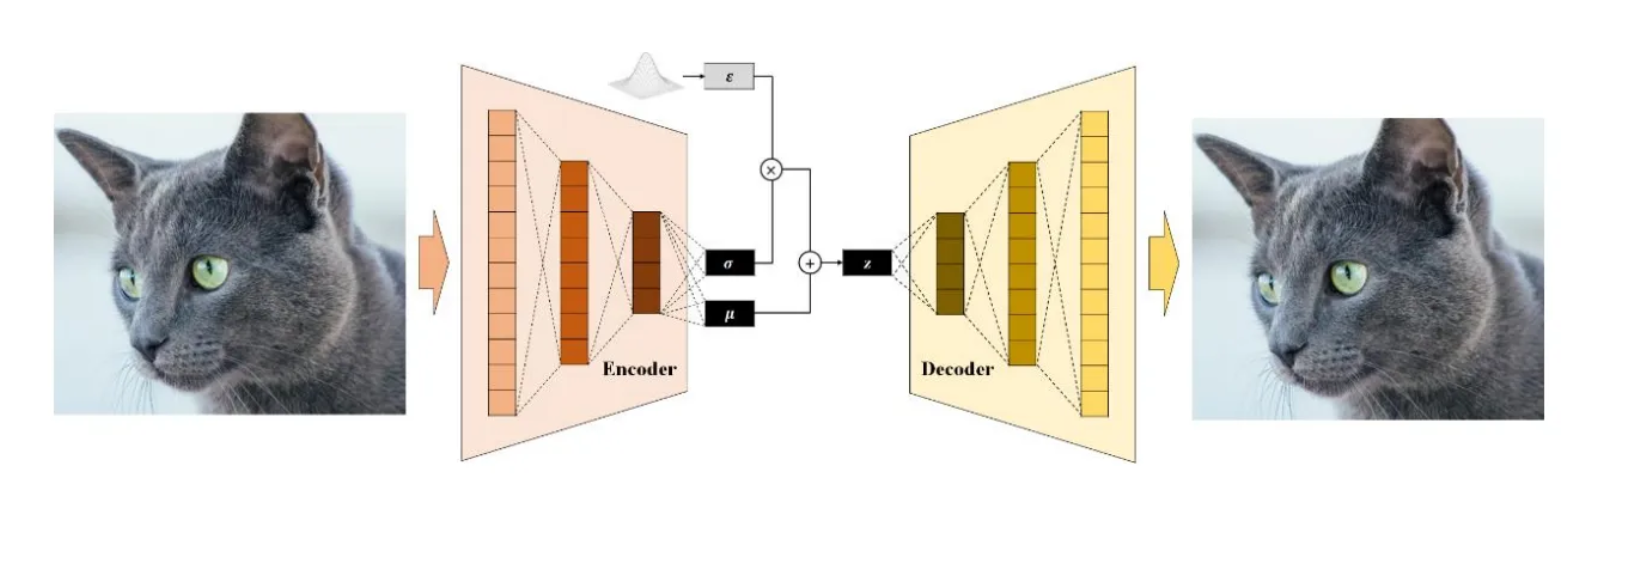 ε
×
σ
+
z
μ
Encoder
Decoder